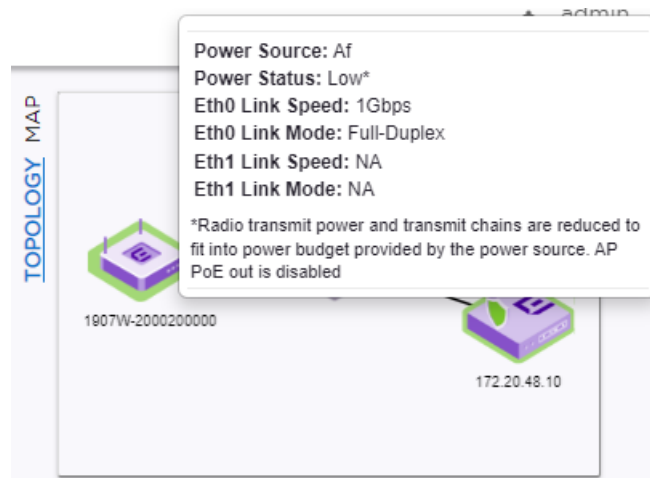 admin
Power Source: Af
Power Status: Low*
Eth0 Link Speed: 1Gbps
Eth0 Link Mode: Full-Duplex
Eth1 Link Speed: NA
Eth1 Link Mode: NA
*Radio transmit power and transmit chains are reduced to
fit into power budget provided by the power source. AP
PoE out is disabled
TOPOLOGY MAP
1907W-2000200000
172.20.48.10